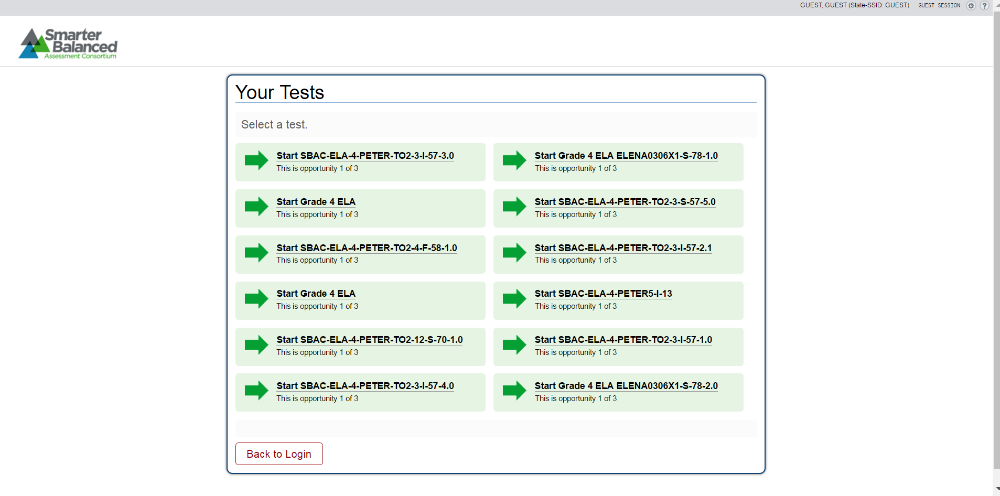 GUEST, GUEST (State-SSID: GUEST) GUEST SESSION ?
Smarter
Balanced
Assessment Consortium
Your Tests
Select a test.
Start SBAC-ELA-4-PETER-TO2-3-I-57-3.0
This is opportunity 1 of 3
Start Grade 4 ELA ELENA0306X1-S-78-1.0
This is opportunity 1 of 3
Start Grade 4 ELA
This is opportunity 1 of 3
Start SBAC-ELA-4-PETER-TO2-3-S-57-5.0
This is opportunity 1 of 3
Start SBAC-ELA-4-PETER-TO2-4-F-58-1.0
This is opportunity 1 of 3
Start SBAC-ELA-4-PETER-TO2-3-I-57-2.1
This is opportunity 1 of 3
Start Grade 4 ELA
This is opportunity 1 of 3
Start SBAC-ELA-4-PETER5-I-13
This is opportunity 1 of 3
Start SBAC-ELA-4-PETER-TO2-12-S-70-1.0
This is opportunity 1 of 3
Start SBAC-ELA-4-PETER-TO2-3-I-57-1.0
This is opportunity 1 of 3
Start SBAC-ELA-4-PETER-TO2-3-I-57-4.0
This is opportunity 1 of 3
Start Grade 4 ELA ELENA0306X1-S-78-2.0
This is opportunity 1 of 3
Back to Login